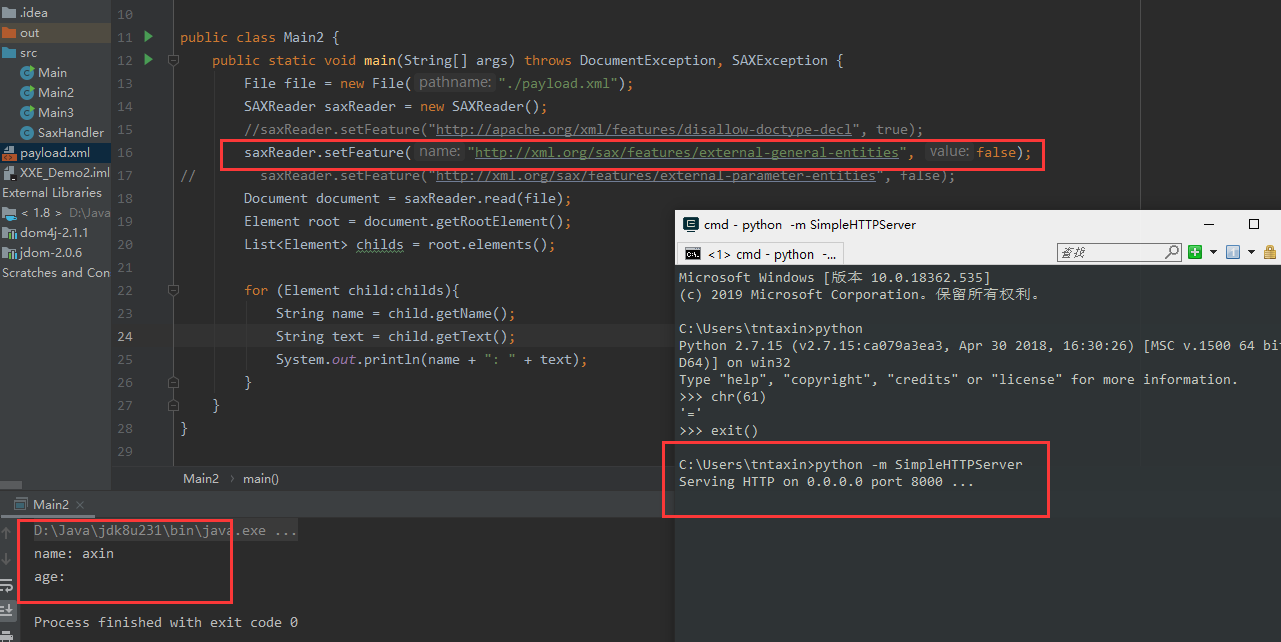 .idea
out
src
Main
Main2
Main3
SaxHandler
payload.xml
XXE_Demo2.iml
External Libraries
< 1.8 > D:\Java
dom4j-2.1.1
jdom-2.0.6
Scratches and Con
10
11 public class Main2 {
12 public static void main(String[] args) throws DocumentException, SAXException {
13 File file = new File( pathname: "./payload.xml");
14 SAXReader saxReader = new SAXReader();
15 //saxReader.setFeature("http://apache.org/xml/features/disallow-doctype-decl", true);
16 saxReader.setFeature( name: "http://xml.org/sax/features/external-general-entities", value: false);
17 // saxReader.setFeature("http://xml.org/sax/features/external-parameter-entities", false);
18 Document document = saxReader.read(file);
19 Element root = document.getRootElement();
20 List<Element> childs = root.elements();
21
22 for (Element child:childs){
23 String name = child.getName();
24 String text = child.getText();
25 System.out.println(name + ": " + text);
26 }
27 }
28 }
29
Main2 › main()
Main2 ×
D:\Java\jdk8u231\bin\java.exe ...
name: axin
age:
Process finished with exit code 0
cmd - python -m SimpleHTTPServer
<1> cmd - python -...
查找
Microsoft Windows [版本 10.0.18362.535]
(c) 2019 Microsoft Corporation。保留所有权利。
C:\Users\tntaxin>python
Python 2.7.15 (v2.7.15:ca079a3ea3, Apr 30 2018, 16:30:26) [MSC v.1500 64 bit
D64)] on win32
Type "help", "copyright", "credits" or "license" for more information.
>>> chr(61)
'='
>>> exit()
C:\Users\tntaxin>python -m SimpleHTTPServer
Serving HTTP on 0.0.0.0 port 8000 ...